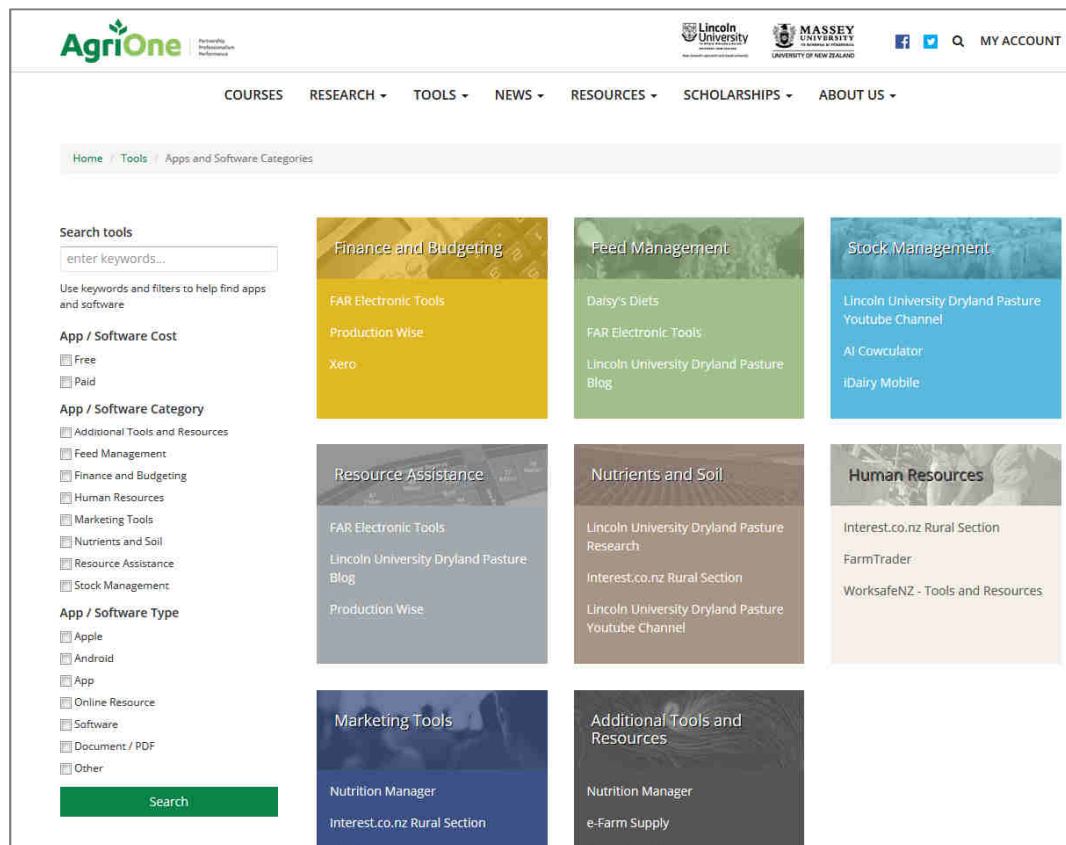 AgriOne
Partnership
Professionalism
Performance
Lincoln
University
MASSEY
UNIVERSITY
UNIVERSITY OF NEW ZEALAND
MY ACCOUNT
COURSES RESEARCH TOOLS NEWS RESOURCES SCHOLARSHIPS ABOUT US
Home / Tools / Apps and Software Categories
Search tools
enter keywords...
Use keywords and filters to help find apps
and software
App / Software Cost
Free
Paid
App / Software Category
Additional Tools and Resources
Feed Management
Finance and Budgeting
Human Resources
Marketing Tools
Nutrients and Soil
Resource Assistance
Stock Management
App / Software Type
Apple
Android
App
Online Resource
Software
Document / PDF
Other
Search
Finance and Budgeting
FAR Electronic Tools
Production Wise
Xero
Feed Management
Daisy's Diets
FAR Electronic Tools
Lincoln University Dryland Pasture
Blog
Stock Management
Lincoln University Dryland Pasture
Youtube Channel
AI Cowculator
iDairy Mobile
Resource Assistance
FAR Electronic Tools
Lincoln University Dryland Pasture
Blog
Production Wise
Nutrients and Soil
Lincoln University Dryland Pasture
Research
Interest.co.nz Rural Section
Lincoln University Dryland Pasture
Youtube Channel
Human Resources
Interest.co.nz Rural Section
FarmTrader
WorksafeNZ - Tools and Resources
Marketing Tools
Nutrition Manager
Interest.co.nz Rural Section
Additional Tools and
Resources
Nutrition Manager
e-Farm Supply